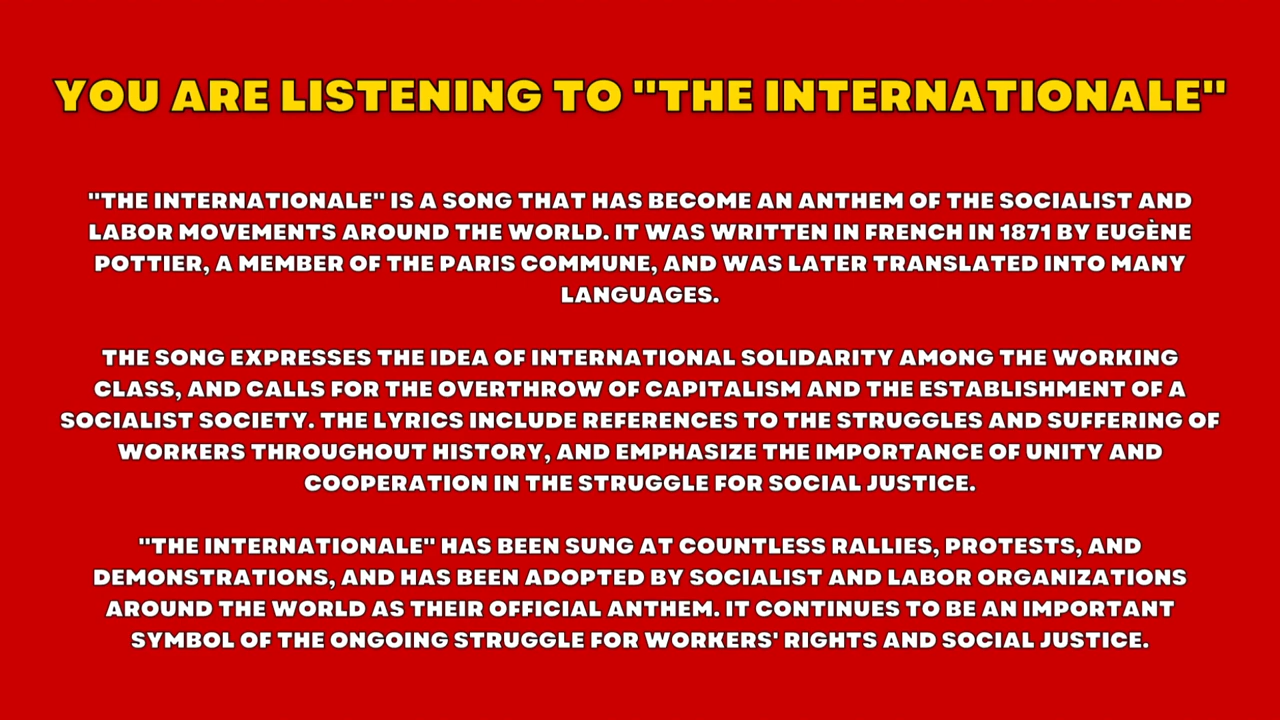 YOU ARE LISTENING TO "THE INTERNATIONALE"
"THE INTERNATIONALE" IS A SONG THAT HAS BECOME AN ANTHEM OF THE SOCIALIST AND
LABOR MOVEMENTS AROUND THE WORLD. IT WAS WRITTEN IN FRENCH IN 1871 BY EUGÈNE
POTTIER, A MEMBER OF THE PARIS COMMUNE, AND WAS LATER TRANSLATED INTO MANY
LANGUAGES.
THE SONG EXPRESSES THE IDEA OF INTERNATIONAL SOLIDARITY AMONG THE WORKING
CLASS, AND CALLS FOR THE OVERTHROW OF CAPITALISM AND THE ESTABLISHMENT OF A
SOCIALIST SOCIETY. THE LYRICS INCLUDE REFERENCES TO THE STRUGGLES AND SUFFERING OF
WORKERS THROUGHOUT HISTORY, AND EMPHASIZE THE IMPORTANCE OF UNITY AND
COOPERATION IN THE STRUGGLE FOR SOCIAL JUSTICE.
"THE INTERNATIONALE" HAS BEEN SUNG AT COUNTLESS RALLIES, PROTESTS, AND
DEMONSTRATIONS, AND HAS BEEN ADOPTED BY SOCIALIST AND LABOR ORGANIZATIONS
AROUND THE WORLD AS THEIR OFFICIAL ANTHEM. IT CONTINUES TO BE AN IMPORTANT
SYMBOL OF THE ONGOING STRUGGLE FOR WORKERS' RIGHTS AND SOCIAL JUSTICE.